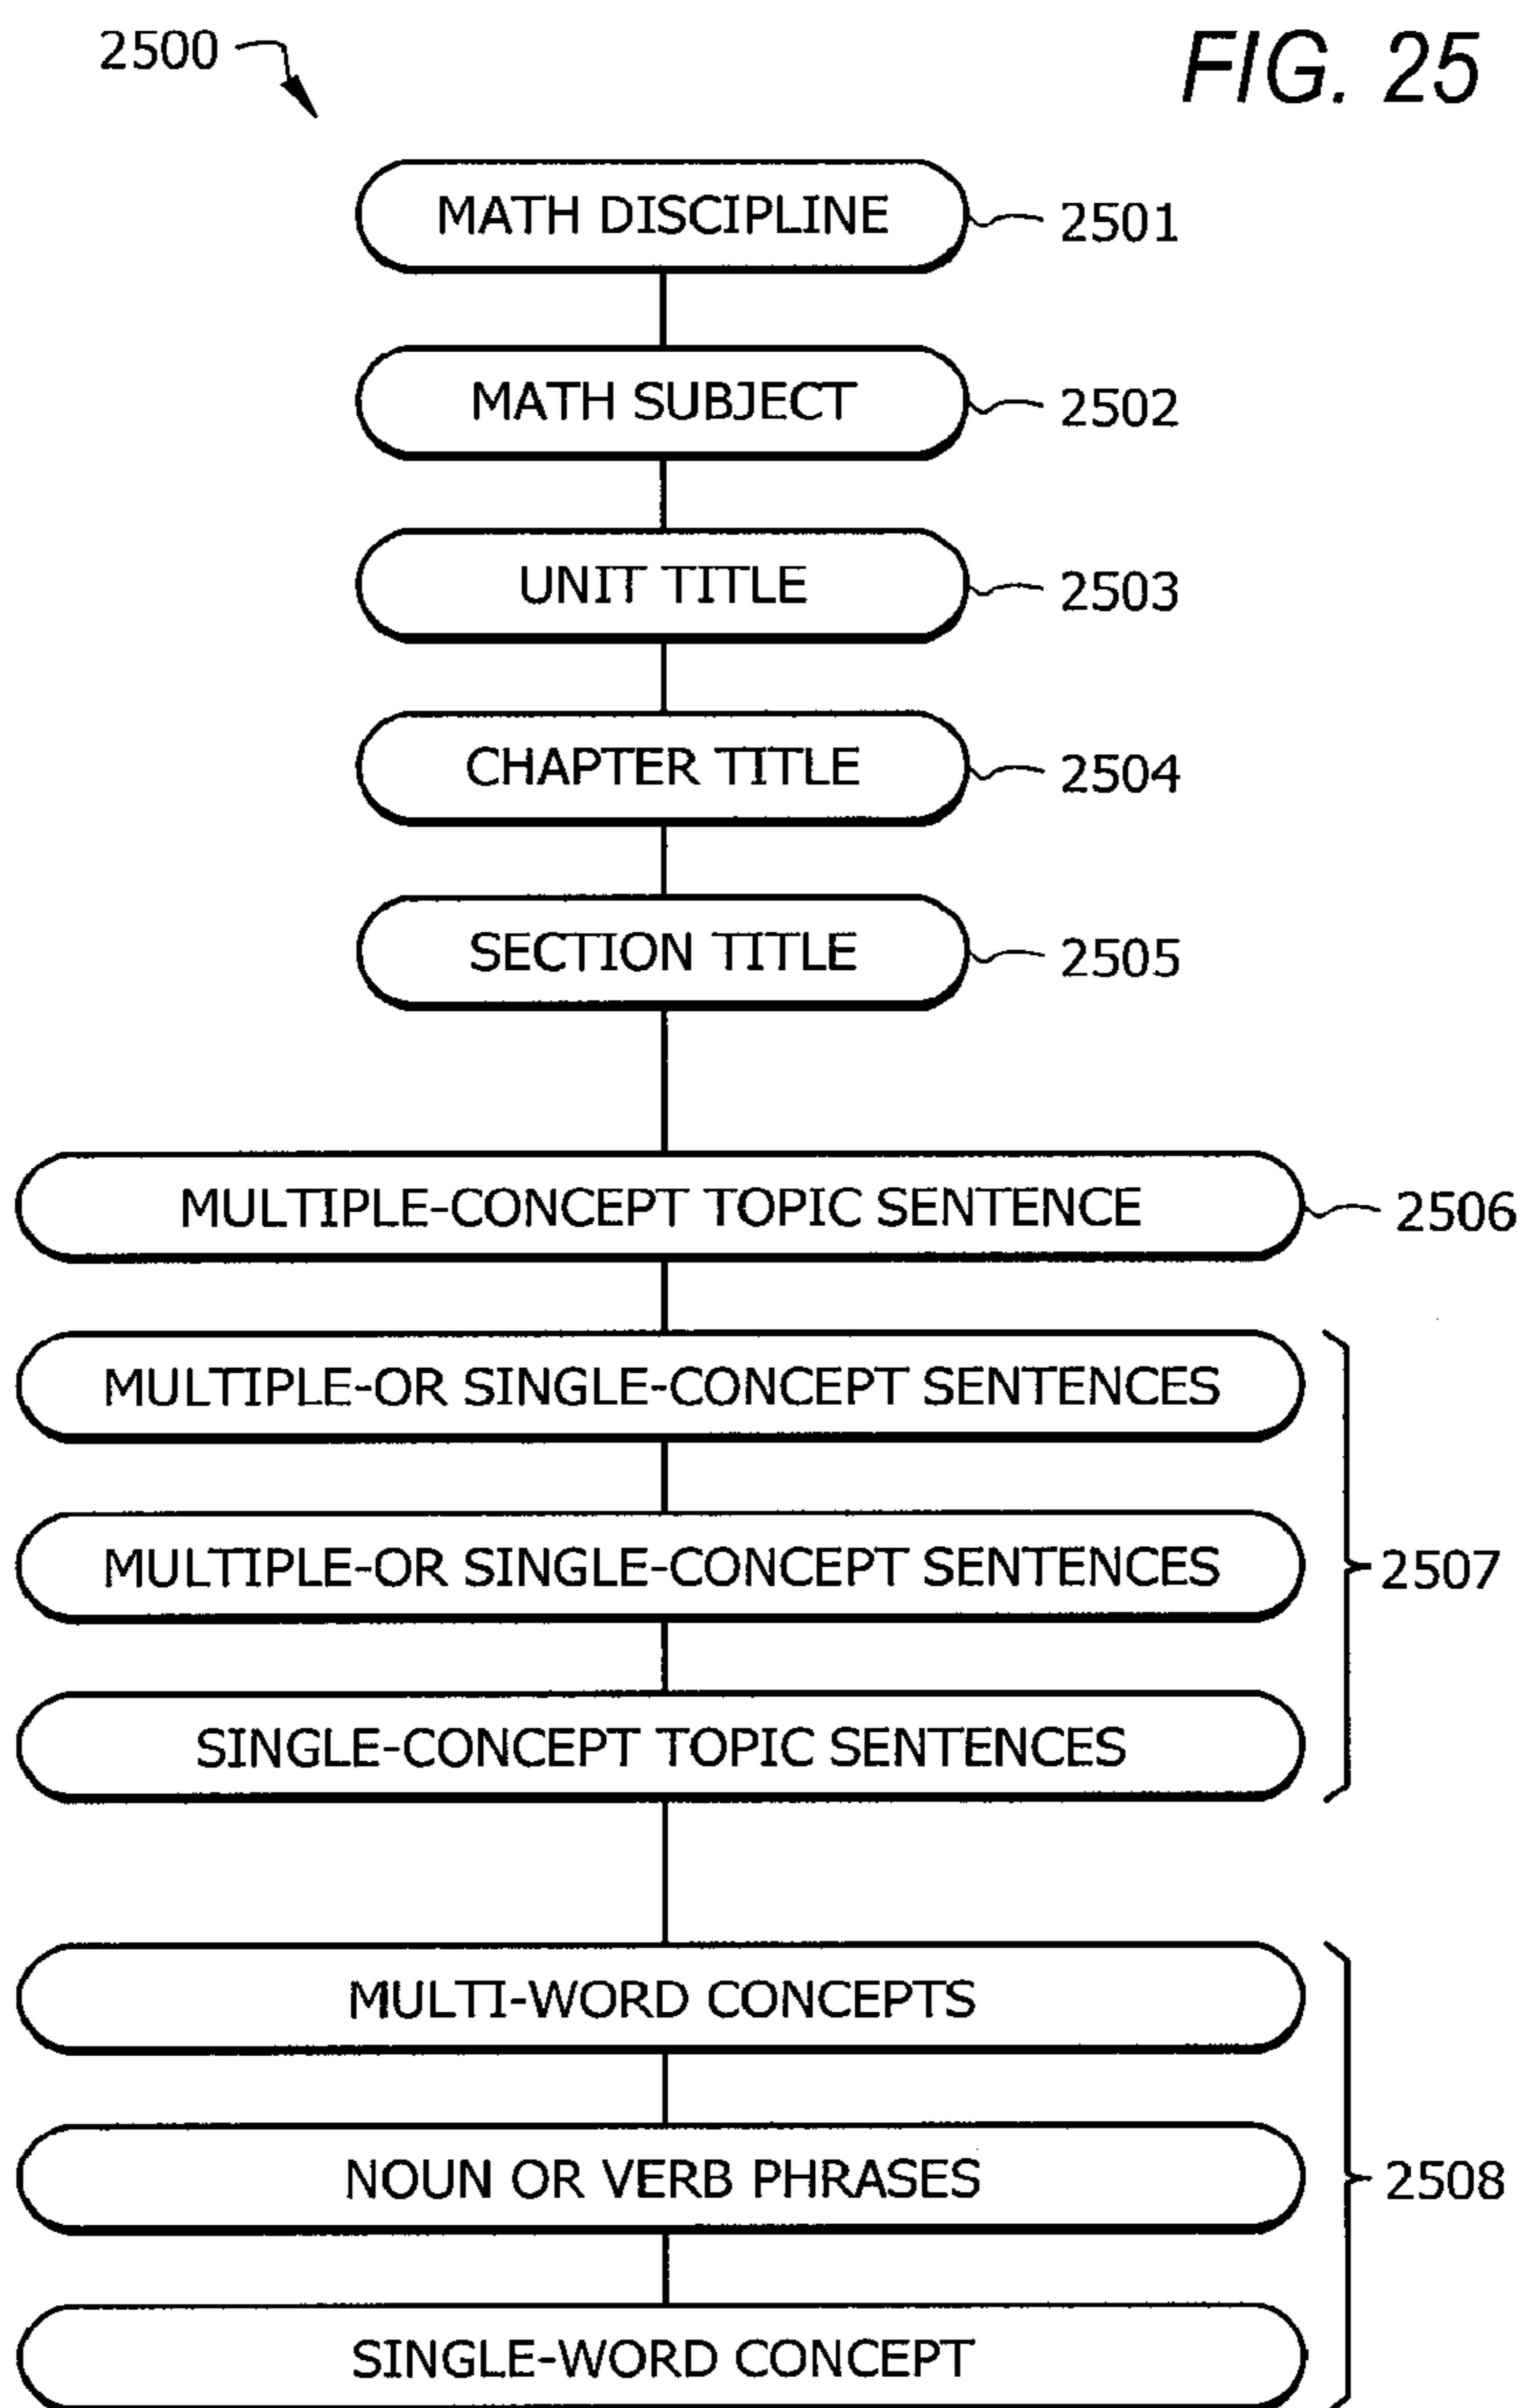 2500
FIG. 25
MATH DISCIPLINE 2501
MATH SUBJECT 2502
UNIT TITLE 2503
CHAPTER TITLE 2504
SECTION TITLE 2505
MULTIPLE-CONCEPT TOPIC SENTENCE 2506
MULTIPLE-OR SINGLE-CONCEPT SENTENCES
MULTIPLE-OR SINGLE-CONCEPT SENTENCES 2507
SINGLE-CONCEPT TOPIC SENTENCES
MULTI-WORD CONCEPTS
NOUN OR VERB PHRASES 2508
SINGLE-WORD CONCEPT